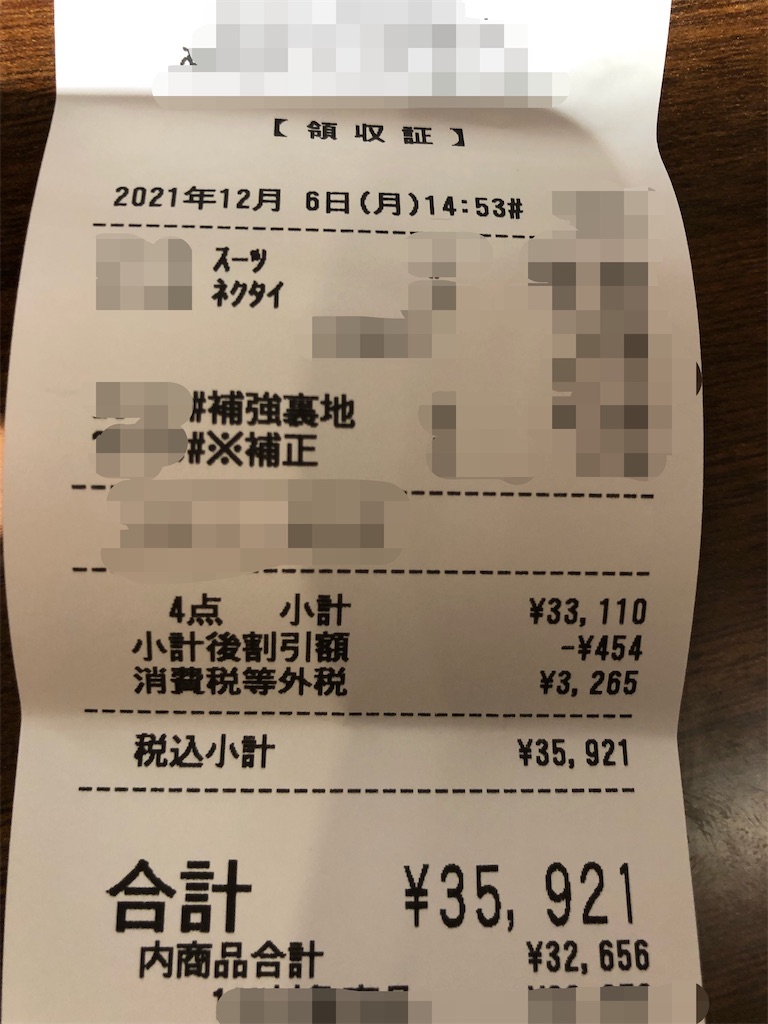 【領収証】
2021年12月 6日(月)14:53#
スーツ
ネクタイ
#補強裏地
#※補正
4点 小計 ¥33,110
小計後割引額 -¥454
消費税等外税 ¥3,265
税込小計 ¥35,921
合計 ¥35,921
内商品合計 ¥32,656